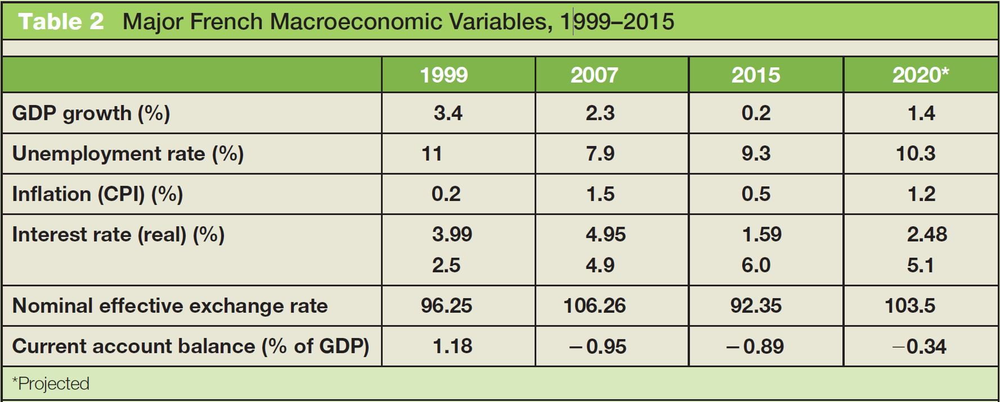 Table 2 Major French Macroeconomic Variables, 1999–2015
1999 2007 2015 2020*
GDP growth (%) 3.4 2.3 0.2 1.4
Unemployment rate (%) 11 7.9 9.3 10.3
Inflation (CPI) (%) 0.2 1.5 0.5 1.2
Interest rate (real) (%) 3.99 4.95 1.59 2.48
2.5 4.9 6.0 5.1
Nominal effective exchange rate 96.25 106.26 92.35 103.5
Current account balance (% of GDP) 1.18 −0.95 −0.89 −0.34
*Projected